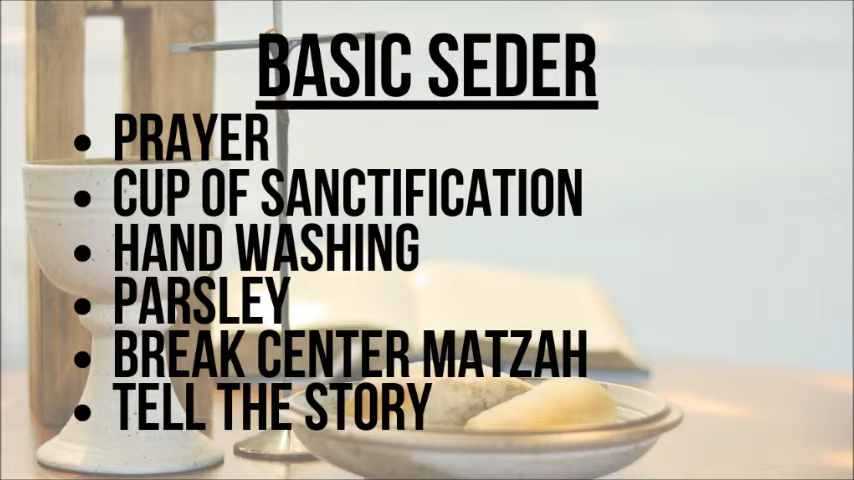 BASIC SEDER
• PRAYER
• CUP OF SANCTIFICATION
• HAND WASHING
• PARSLEY
• BREAK CENTER MATZAH
• TELL THE STORY